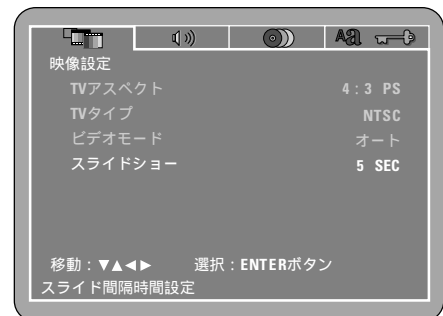 Aあ
映像設定
TVアスペクト 4:3 PS
TVタイプ NTSC
ビデオモード オート
スライドショー 5 SEC
移動:▼▲◀▶ 選択:ENTERボタン
スライド間隔時間設定